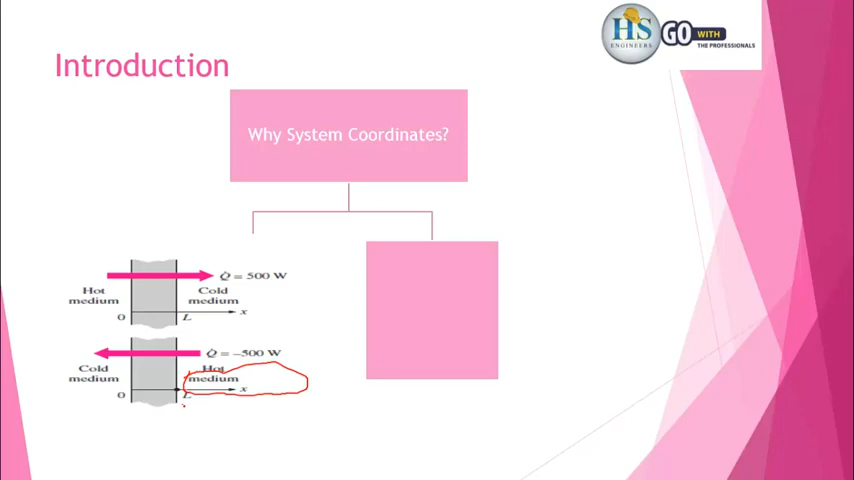 HS
ENGINEERS
GO WITH
THE PROFESSIONALS
Introduction
Why System Coordinates?
Q̇ = 500 W
Hot
medium
Cold
medium
0
L
x
Q̇ = –500 W
Cold
medium
Hot
medium
0
L
x